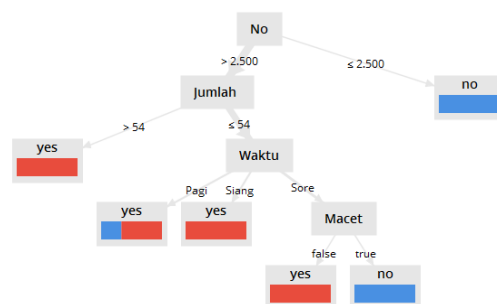 No
> 2.500
≤ 2.500
Jumlah
no
> 54
≤ 54
yes
Waktu
Pagi
Siang
Sore
yes
yes
Macet
false
true
yes
no